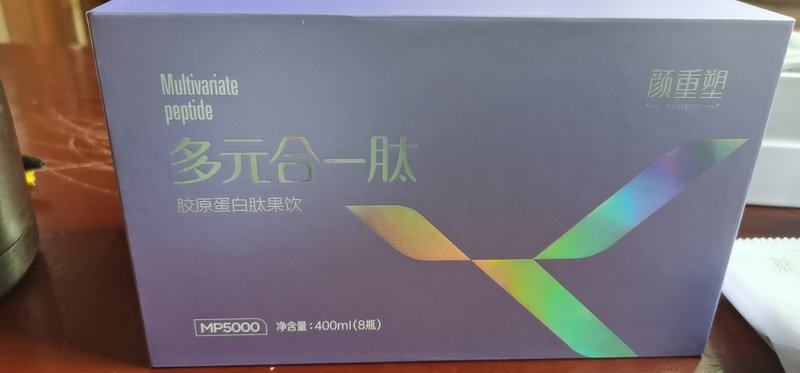 Multivariate
peptide
颜重塑
多元合一肽
胶原蛋白肽果饮
MP5000 净含量:400ml(8瓶)